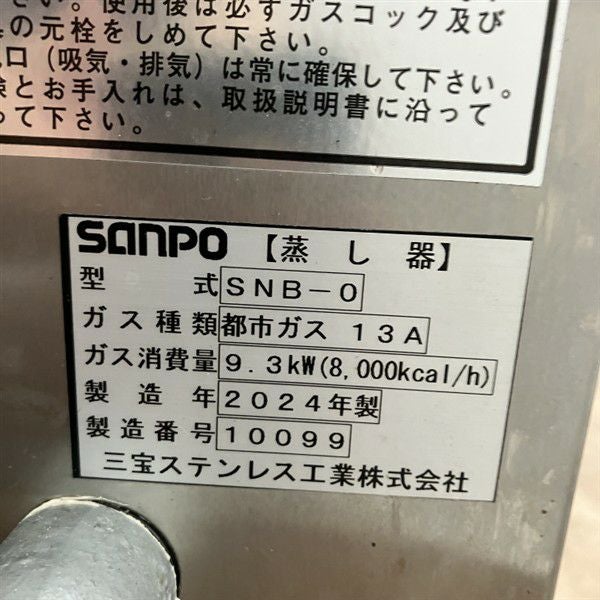 さい。使用後は必ずガスコック及び
の元栓をしめて下さい。
口（吸気・排気）は常に確保して下さい。
とお手入れは、取扱説明書に沿って
って下さい。
sanpo【蒸し器】
型式 SNB-0
ガス種類 都市ガス 13A
ガス消費量 9.3kW(8,000kcal/h)
製造年 2024年製
製造番号 10099
三宝ステンレス工業株式会社